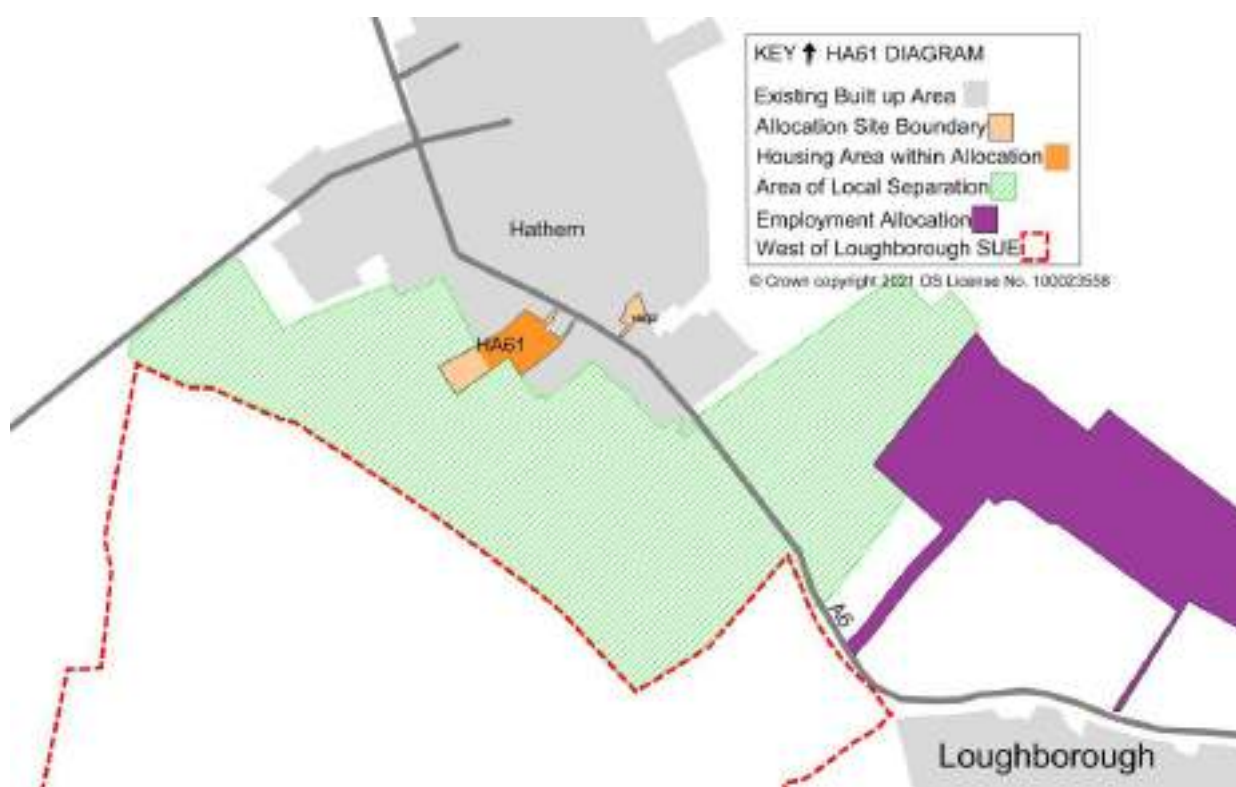 KEY HA61 DIAGRAM
Existing Built up Area
Allocation Site Boundary
Housing Area within Allocation
Area of Local Separation
Employment Allocation
West of Loughborough SUE
© Crown copyright 2021 OS License No. 100023558
Hathern
HA61
A6
Loughborough